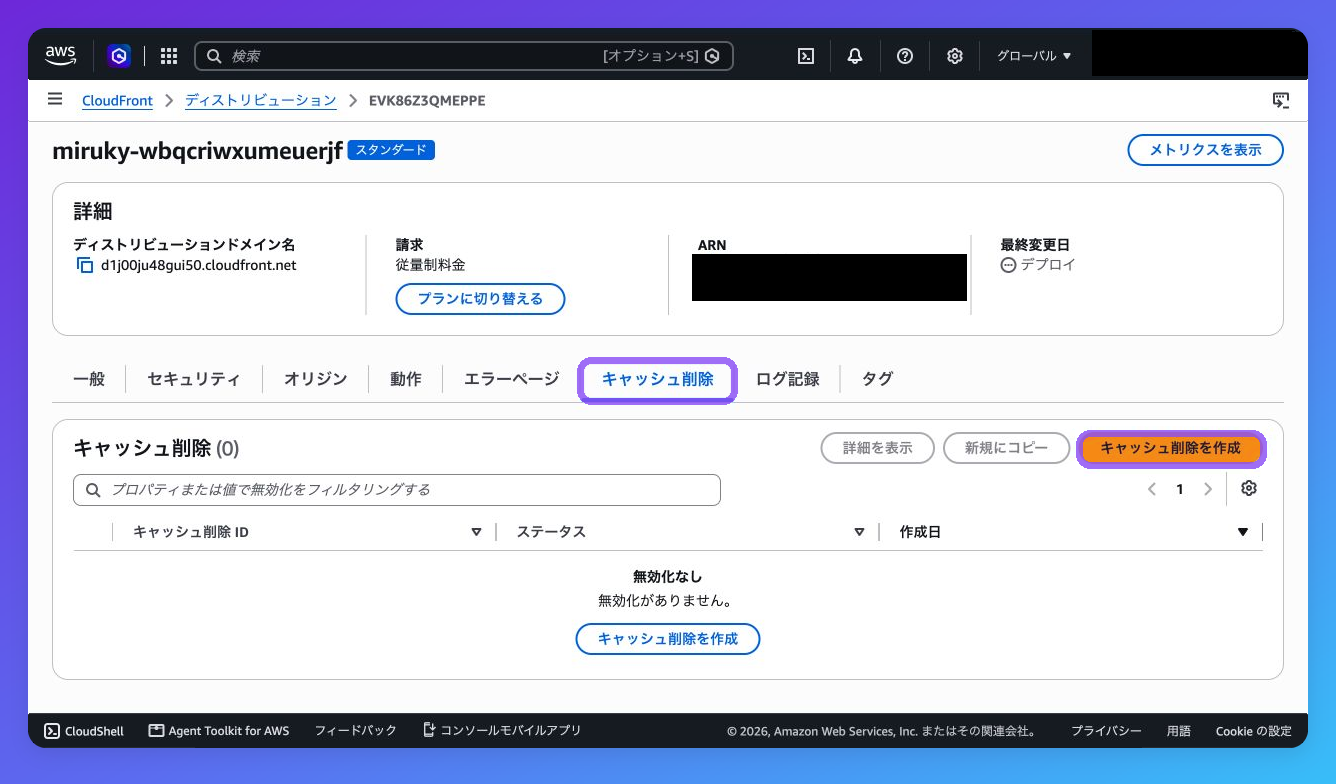 aws
検索 [オプション+S] グローバル ▼
CloudFront > ディストリビューション > EVK86Z3QMEPPE
miruky-wbqcriwxumeuerjf スタンダード メトリクスを表示
詳細
ディストリビューションドメイン名
d1j00ju48gui50.cloudfront.net
請求
従量制料金
プランに切り替える
ARN
最終変更日
デプロイ
一般 セキュリティ オリジン 動作 エラーページ キャッシュ削除 ログ記録 タグ
キャッシュ削除 (0) 詳細を表示 新規にコピー キャッシュ削除を作成
プロパティまたは値で無効化をフィルタリングする 1
キャッシュ削除 ID ステータス 作成日
無効化なし
無効化がありません。
キャッシュ削除を作成
CloudShell Agent Toolkit for AWS フィードバック コンソールモバイルアプリ © 2026, Amazon Web Services, Inc. またはその関連会社。 プライバシー 用語 Cookie の設定